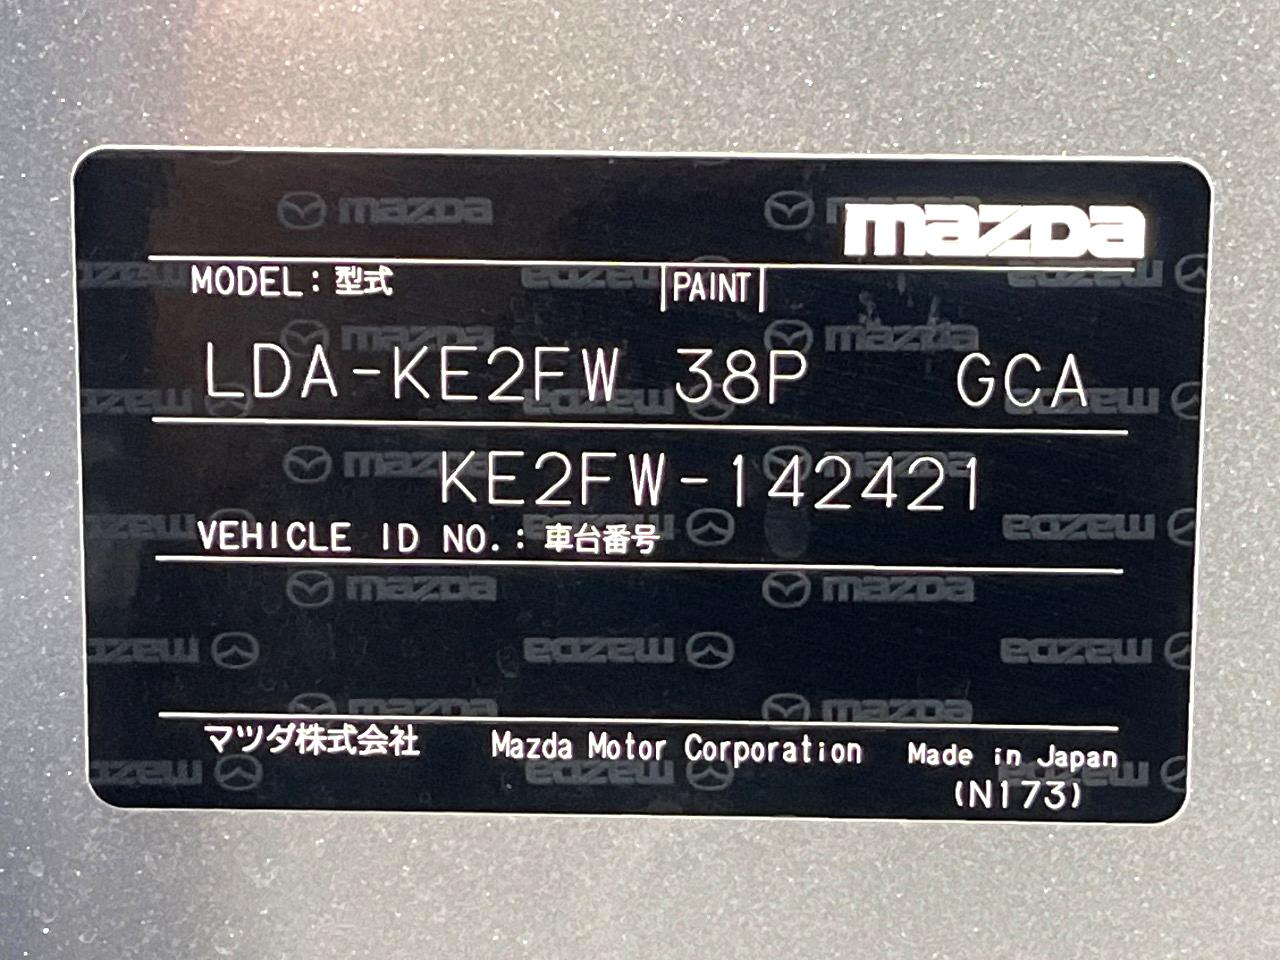 mazda
MODEL : 型式 PAINT
LDA-KE2FW 38P GCA
KE2FW-142421
VEHICLE ID NO. : 車台番号
マツダ株式会社 Mazda Motor Corporation Made in Japan
(N173)